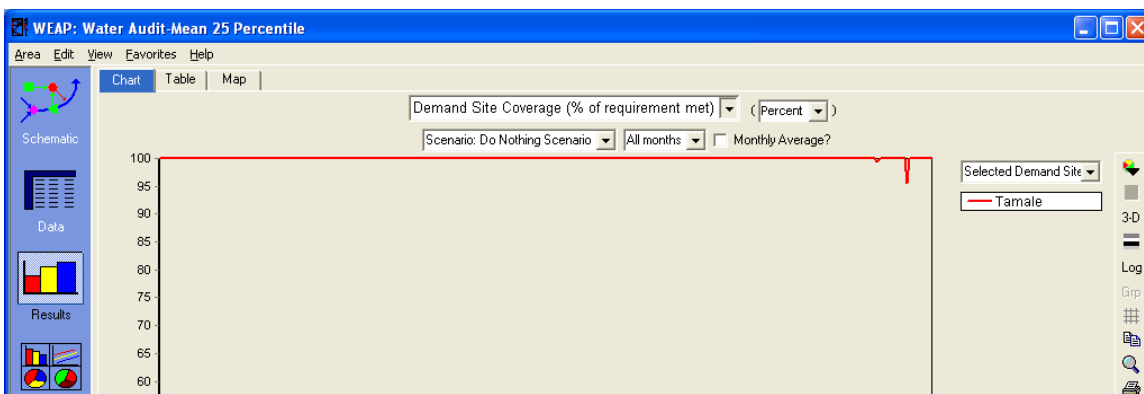 WEAP: Water Audit-Mean 25 Percentile
Area Edit View Favorites Help
Chart Table Map
Demand Site Coverage (% of requirement met) ( Percent )
Scenario: Do Nothing Scenario All months Monthly Average?
Schematic
Data
Results
100
95
90
85
80
75
70
65
60
Selected Demand Site
Tamale
3-D
Log
Grp